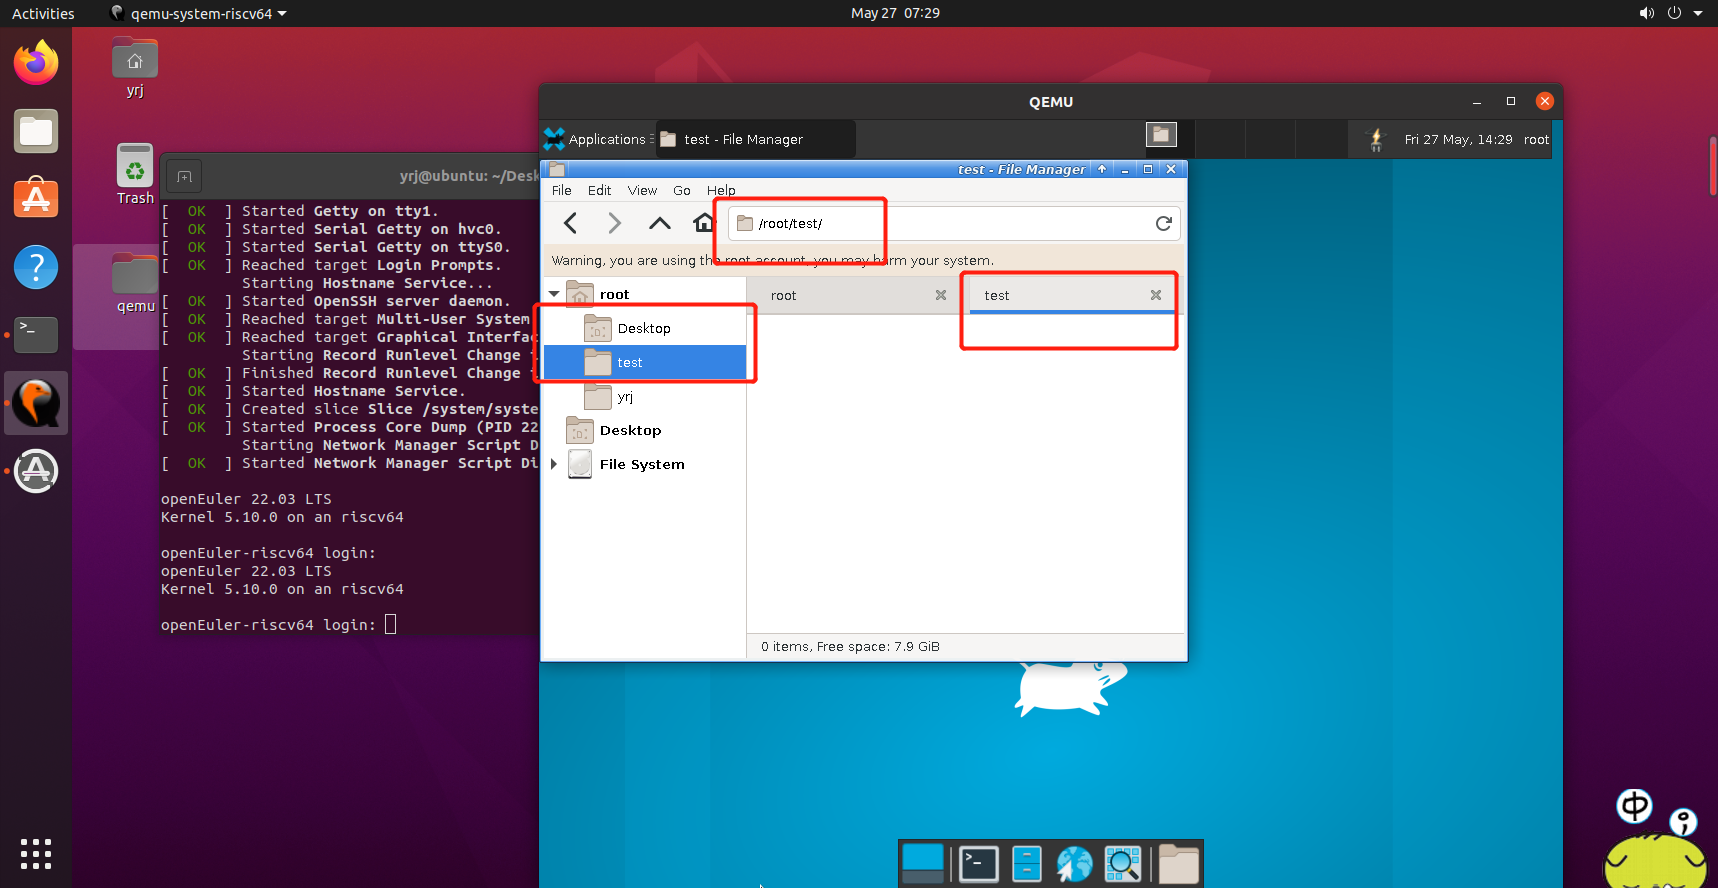 Activities
qemu-system-riscv64
May 27 07:29
yrj
Trash
qemu
yrj@ubuntu: ~/Desk
[ OK ] Started Getty on tty1.
[ OK ] Started Serial Getty on hvc0.
[ OK ] Started Serial Getty on ttyS0.
[ OK ] Reached target Login Prompts.
Starting Hostname Service...
[ OK ] Started OpenSSH server daemon.
[ OK ] Reached target Multi-User System
[ OK ] Reached target Graphical Interfac
Starting Record Runlevel Change
[ OK ] Finished Record Runlevel Change
[ OK ] Started Hostname Service.
[ OK ] Created slice Slice /system/syste
[ OK ] Started Process Core Dump (PID 22
Starting Network Manager Script D
[ OK ] Started Network Manager Script Di
openEuler 22.03 LTS
Kernel 5.10.0 on an riscv64
openEuler-riscv64 login:
openEuler 22.03 LTS
Kernel 5.10.0 on an riscv64
openEuler-riscv64 login:
QEMU
Applications
test - File Manager
Fri 27 May, 14:29
root
test - File Manager
File Edit View Go Help
/root/test/
Warning, you are using the root account, you may harm your system.
root
Desktop
test
yrj
Desktop
File System
root
test
0 items, Free space: 7.9 GiB
中
;